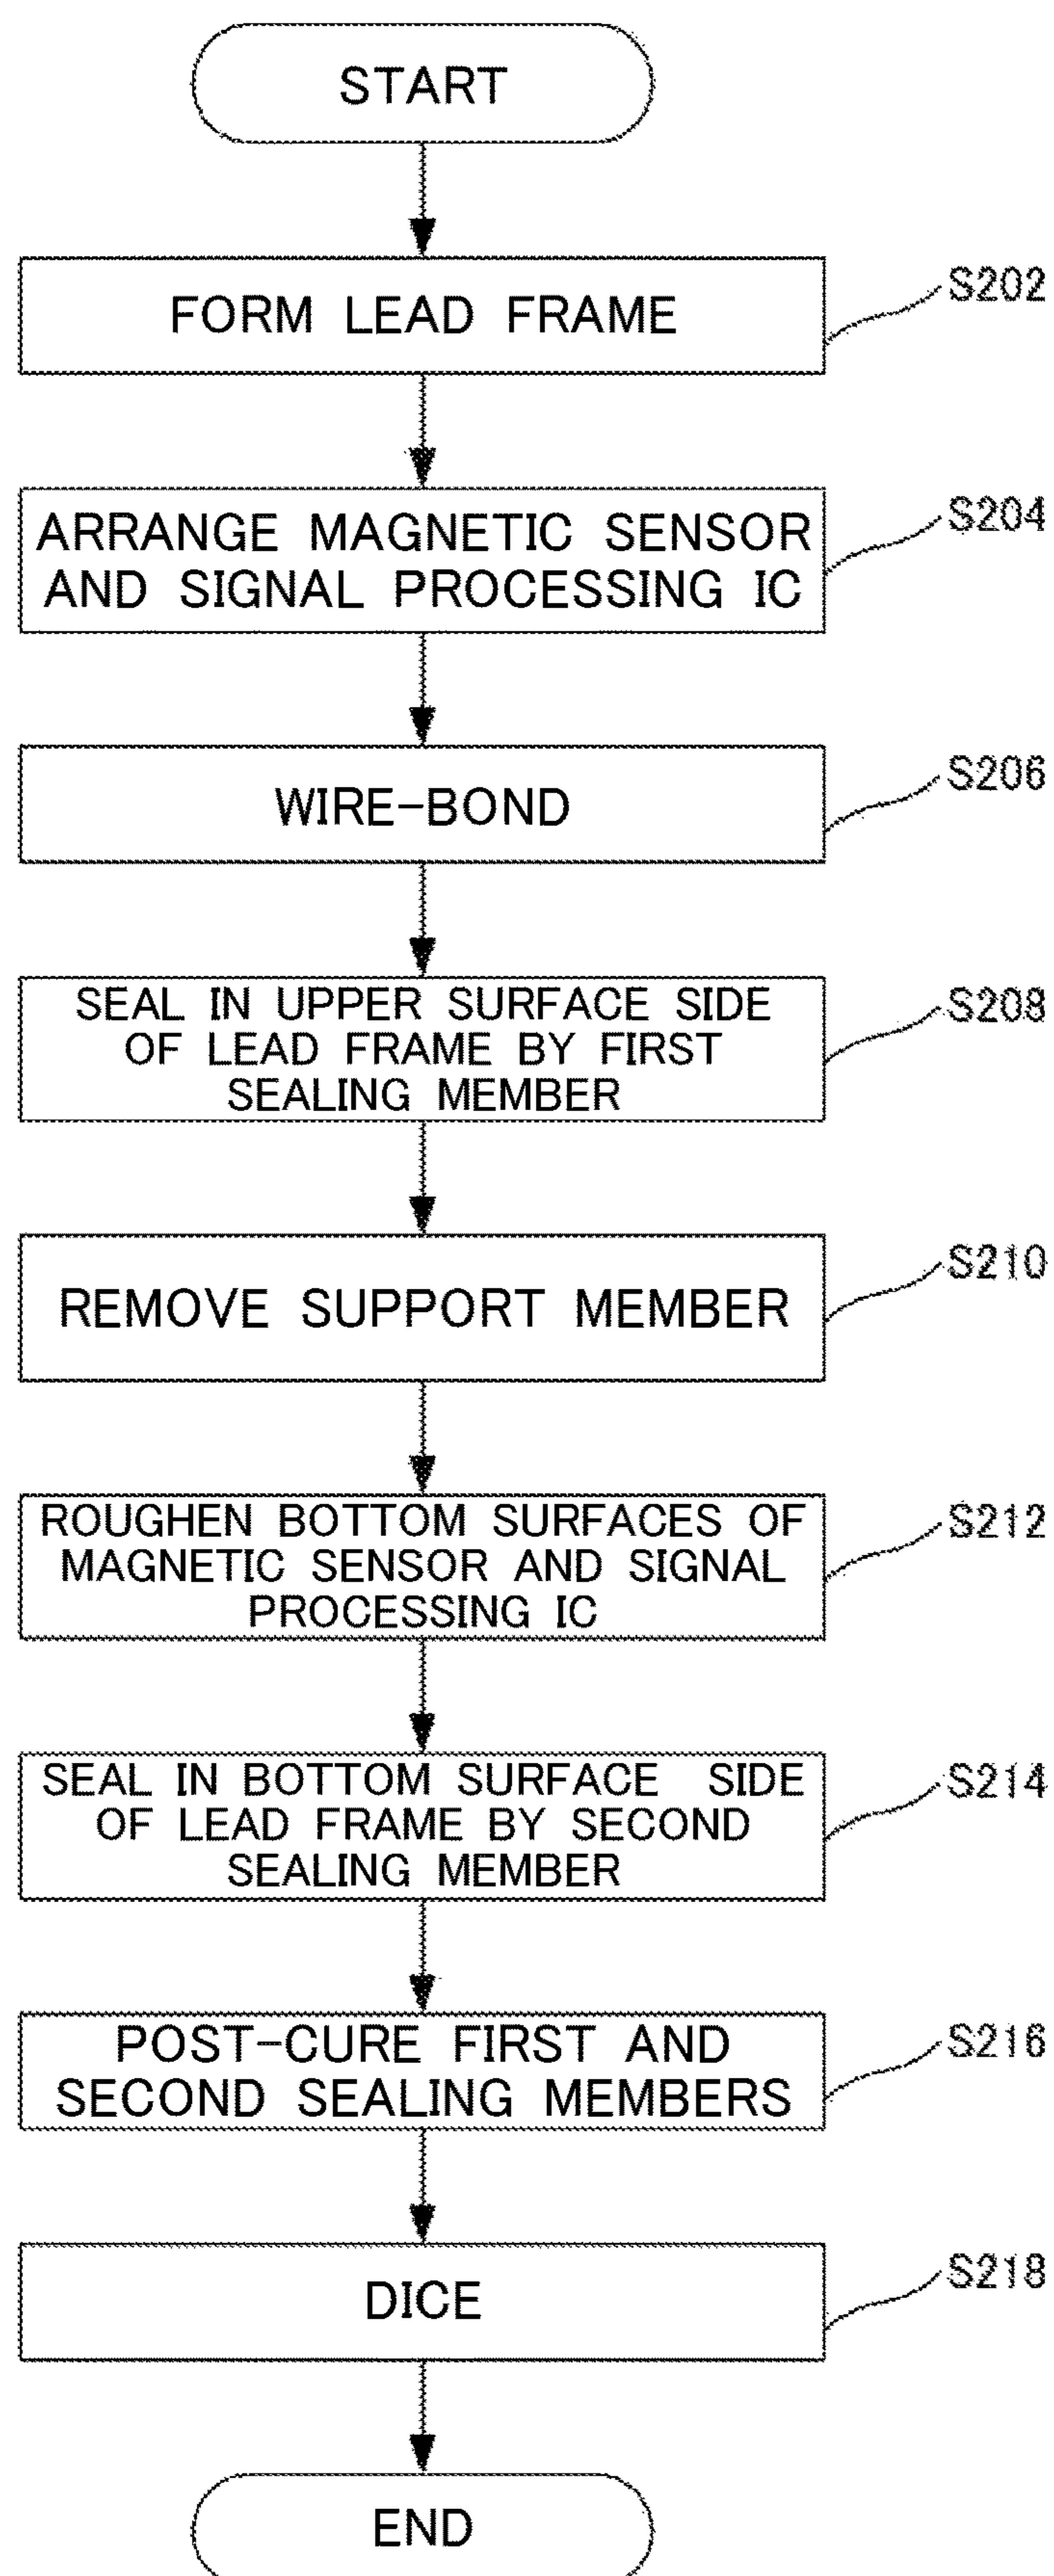 START
FORM LEAD FRAME
S202
ARRANGE MAGNETIC SENSOR
AND SIGNAL PROCESSING IC
S204
WIRE-BOND
S206
SEAL IN UPPER SURFACE SIDE
OF LEAD FRAME BY FIRST
SEALING MEMBER
S208
REMOVE SUPPORT MEMBER
S210
ROUGHEN BOTTOM SURFACES OF
MAGNETIC SENSOR AND SIGNAL
PROCESSING IC
S212
SEAL IN BOTTOM SURFACE SIDE
OF LEAD FRAME BY SECOND
SEALING MEMBER
S214
POST-CURE FIRST AND
SECOND SEALING MEMBERS
S216
DICE
S218
END